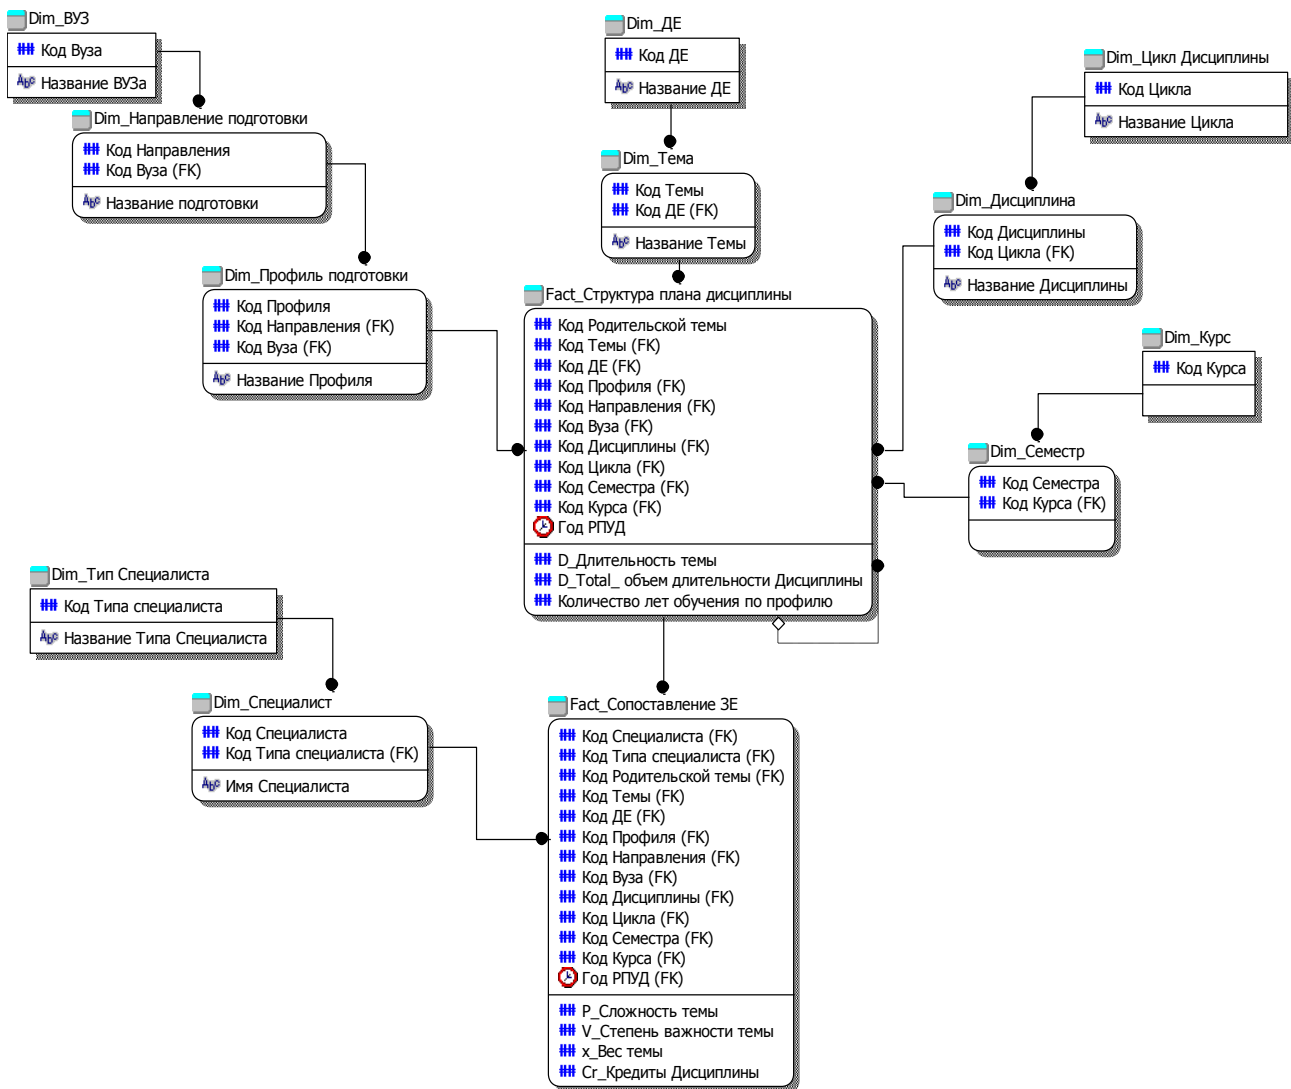 Dim_ВУЗ
Код Вуза
Название ВУЗа
Dim_Направление подготовки
Код Направления
Код Вуза (FK)
Название подготовки
Dim_Профиль подготовки
Код Профиля
Код Направления (FK)
Код Вуза (FK)
Название Профиля
Dim_ДЕ
Код ДЕ
Название ДЕ
Dim_Тема
Код Темы
Код ДЕ (FK)
Название Темы
Dim_Цикл Дисциплины
Код Цикла
Название Цикла
Dim_Дисциплина
Код Дисциплины
Код Цикла (FK)
Название Дисциплины
Dim_Курс
Код Курса
Dim_Семестр
Код Семестра
Код Курса (FK)
Fact_Структура плана дисциплины
Код Родительской темы
Код Темы (FK)
Код ДЕ (FK)
Код Профиля (FK)
Код Направления (FK)
Код Вуза (FK)
Код Дисциплины (FK)
Код Цикла (FK)
Код Семестра (FK)
Код Курса (FK)
Год РПУД
D_Длительность темы
D_Total_ объем длительности Дисциплины
Количество лет обучения по профилю
Dim_Тип Специалиста
Код Типа специалиста
Название Типа Специалиста
Dim_Специалист
Код Специалиста
Код Типа специалиста (FK)
Имя Специалиста
Fact_Сопоставление ЗЕ
Код Специалиста (FK)
Код Типа специалиста (FK)
Код Родительской темы (FK)
Код Темы (FK)
Код ДЕ (FK)
Код Профиля (FK)
Код Направления (FK)
Код Вуза (FK)
Код Дисциплины (FK)
Код Цикла (FK)
Код Семестра (FK)
Код Курса (FK)
Год РПУД (FK)
P_Сложность темы
V_Степень важности темы
x_Вес темы
Cr_Кредиты Дисциплины